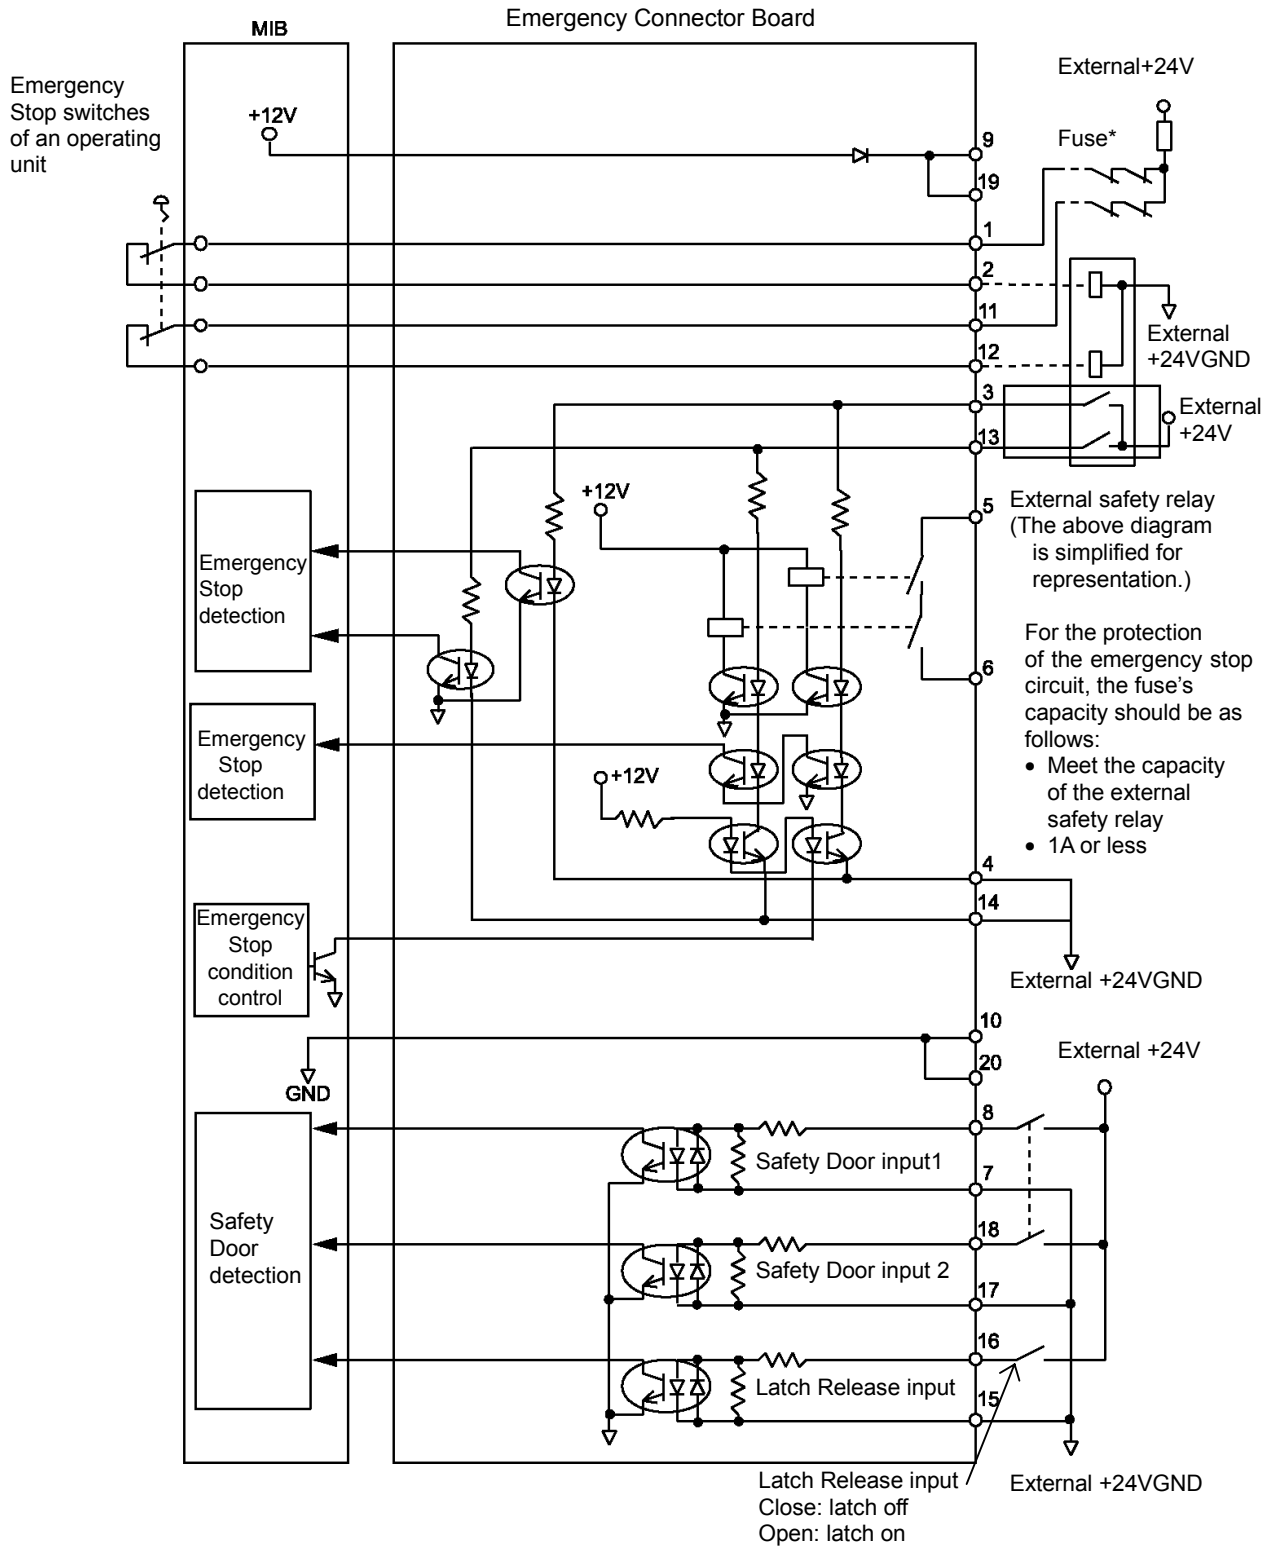 Emergency Connector Board
MIB
External+24V
Emergency
Stop switches
of an operating
unit
+12V
Fuse*
9
19
1
2
11
External
+24VGND
12
3
External
+24V
13
+12V
5
External safety relay
(The above diagram
is simplified for
representation.)
Emergency
Stop
detection
For the protection
of the emergency stop
circuit, the fuse's
capacity should be as
follows:
• Meet the capacity
of the external
safety relay
• 1A or less
6
Emergency
Stop
detection
+12V
4
14
Emergency
Stop
condition
control
External +24VGND
10
External +24V
20
GND
8
Safety Door input1
7
Safety
Door
detection
18
Safety Door input 2
17
16
Latch Release input
15
Latch Release input
Close: latch off
Open: latch on
External +24VGND